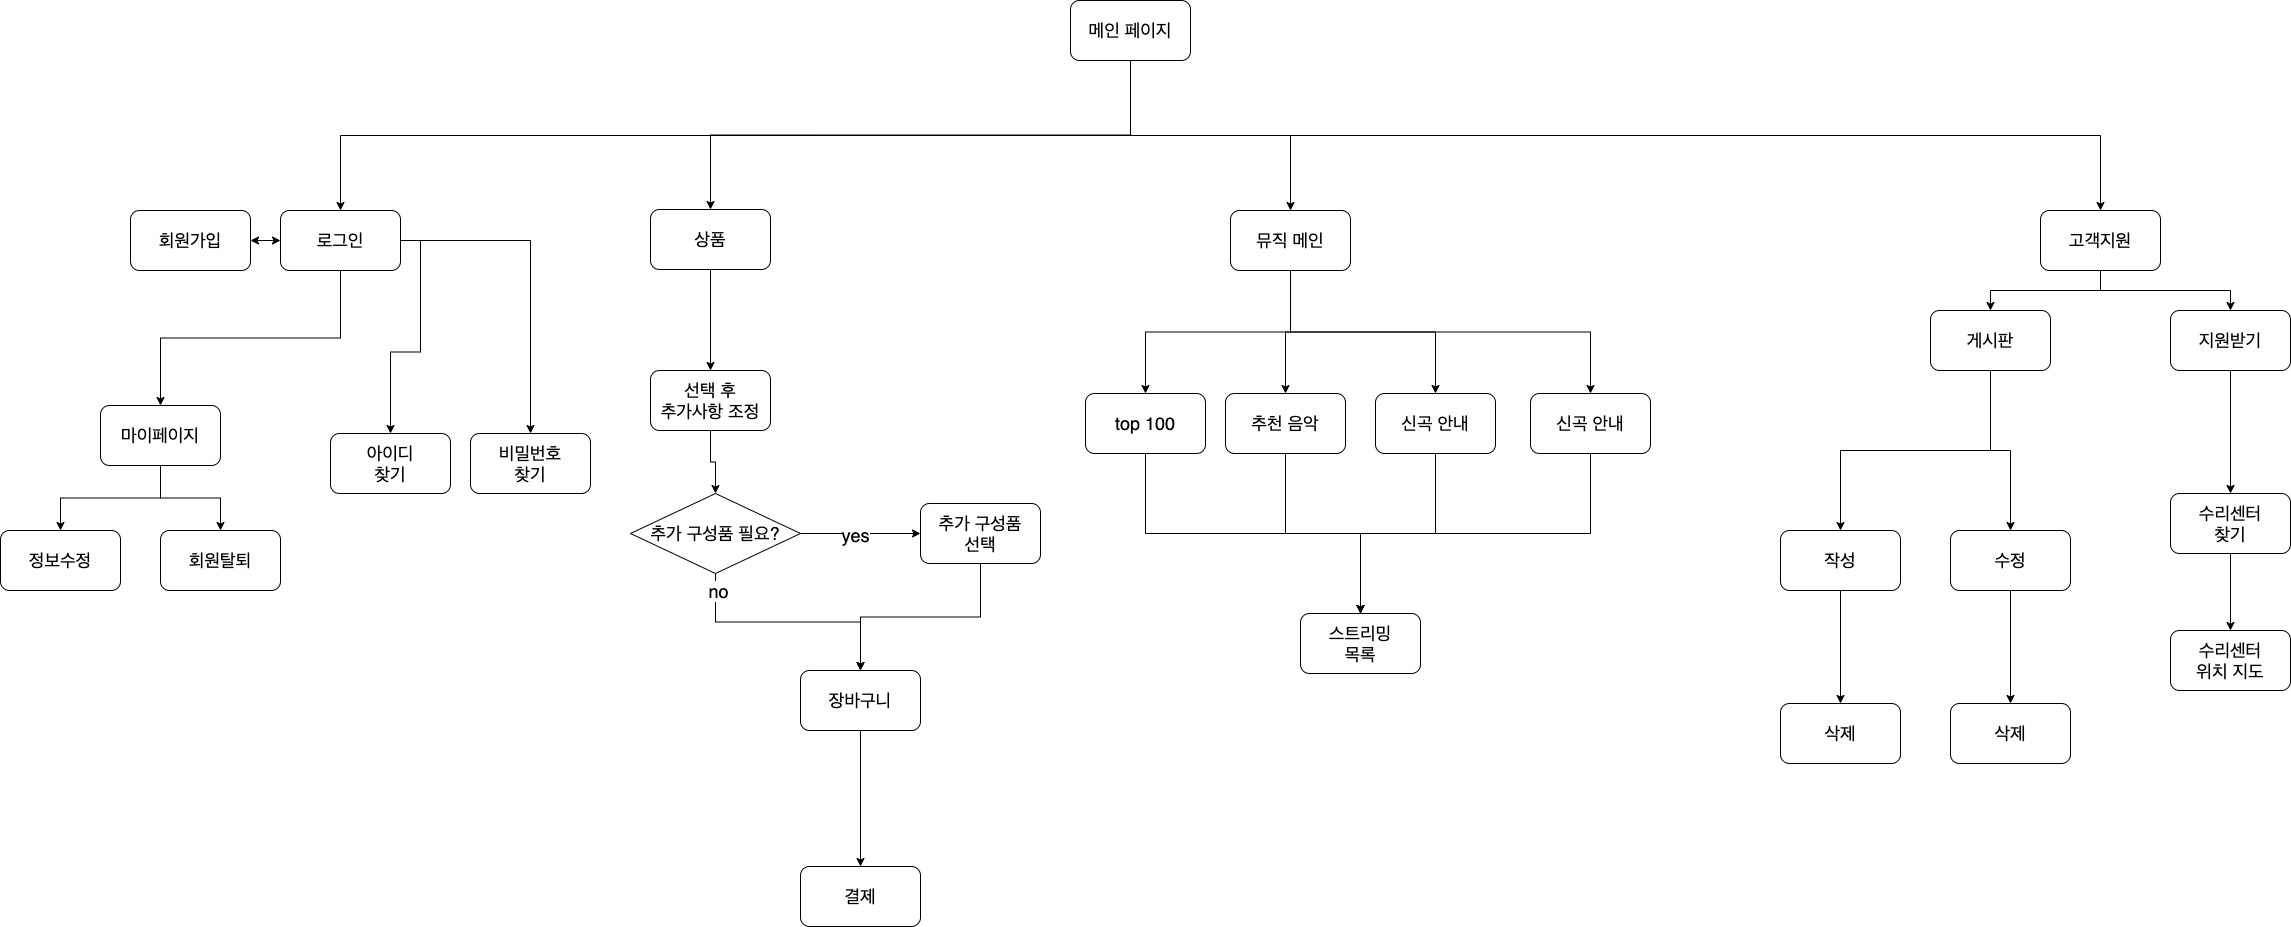 메인 페이지
회원가입
로그인
상품
뮤직 메인
고객지원
게시판
지원받기
선택 후
추가사항 조정
top 100
추천 음악
신곡 안내
신곡 안내
마이페이지
아이디
찾기
비밀번호
찾기
추가 구성품 필요?
yes
추가 구성품
선택
no
정보수정
회원탈퇴
작성
수정
수리센터
찾기
스트리밍
목록
수리센터
위치 지도
장바구니
삭제
삭제
결제